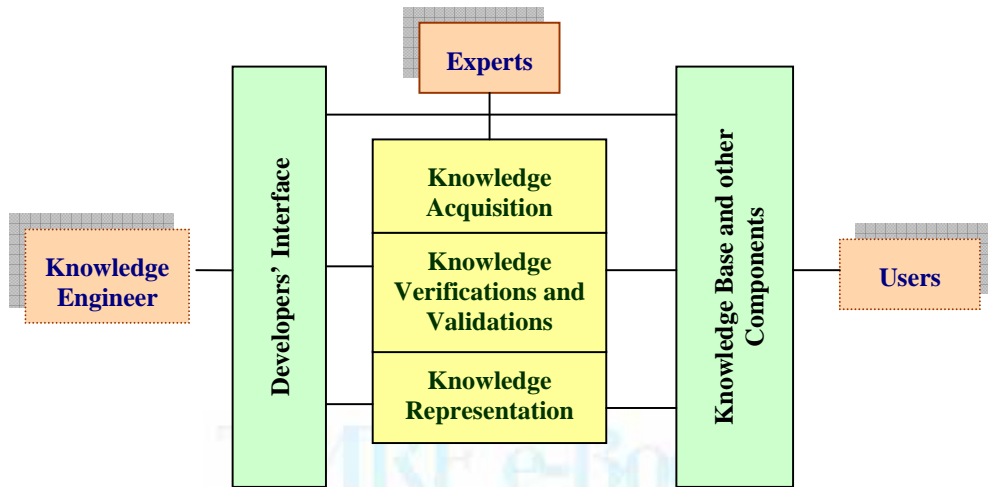 Experts
Developers’ Interface
Knowledge
Acquisition
Knowledge
Engineer
Knowledge
Verifications and
Validations
Knowledge
Representation
Knowledge Base and other
Components
Users